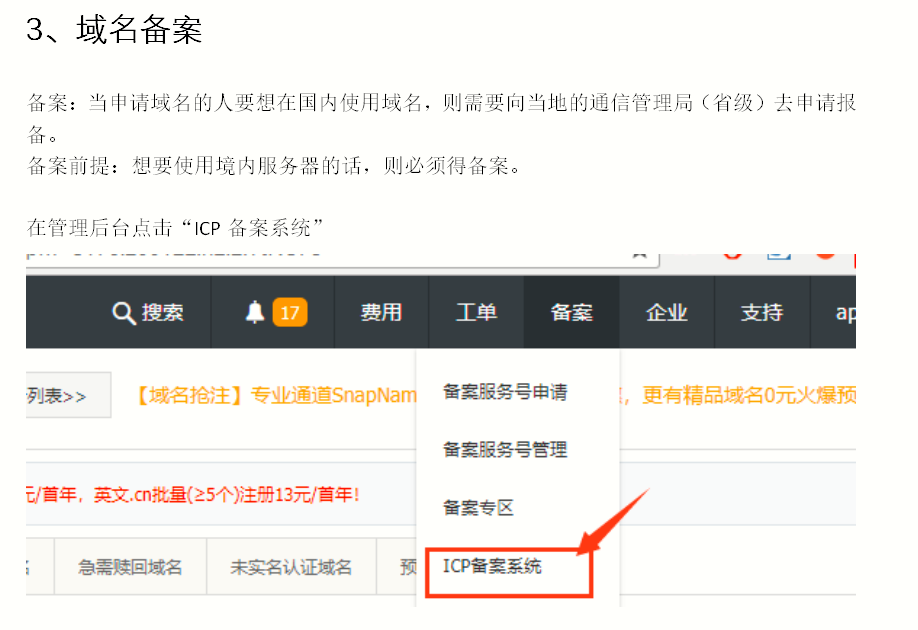 3、域名备案
备案：当申请域名的人要想在国内使用域名，则需要向当地的通信管理局（省级）去申请报
备。
备案前提：想要使用境内服务器的话，则必须得备案。
在管理后台点击“ICP 备案系统”
搜索 17 费用 工单 备案 企业 支持 ap
列表>> 【域名抢注】专业通道SnapNam 备案服务号申请 ，更有精品域名0元火爆预
备案服务号管理
元/首年，英文.cn批量(≥5个)注册13元/首年！ 备案专区
急需赎回域名 未实名认证域名 预 ICP备案系统